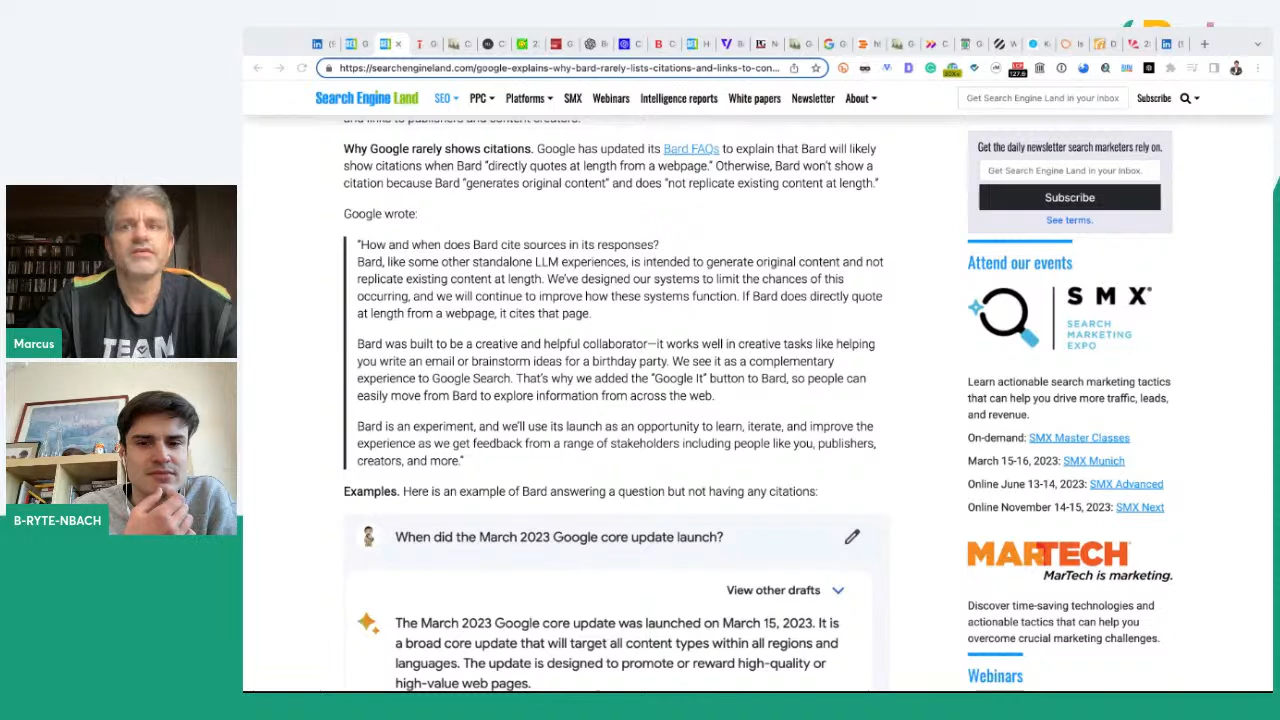 https://searchengineland.com/google-explains-why-bard-rarely-lists-citations-and-links-to-con...
Search Engine Land
SEO PPC Platforms SMX Webinars Intelligence reports White papers Newsletter About
Get Search Engine Land in your inbox
Subscribe
and links to publishers and content creators.
Why Google rarely shows citations. Google has updated its Bard FAQs to explain that Bard will likely
show citations when Bard "directly quotes at length from a webpage." Otherwise, Bard won't show a
citation because Bard "generates original content" and does "not replicate existing content at length."
Google wrote:
"How and when does Bard cite sources in its responses?
Bard, like some other standalone LLM experiences, is intended to generate original content and not
replicate existing content at length. We've designed our systems to limit the chances of this
occurring, and we will continue to improve how these systems function. If Bard does directly quote
at length from a webpage, it cites that page.
Bard was built to be a creative and helpful collaborator—it works well in creative tasks like helping
you write an email or brainstorm ideas for a birthday party. We see it as a complementary
experience to Google Search. That's why we added the "Google It" button to Bard, so people can
easily move from Bard to explore information from across the web.
Bard is an experiment, and we'll use its launch as an opportunity to learn, iterate, and improve the
experience as we get feedback from a range of stakeholders including people like you, publishers,
creators, and more."
Examples. Here is an example of Bard answering a question but not having any citations:
When did the March 2023 Google core update launch?
View other drafts
The March 2023 Google core update was launched on March 15, 2023. It is
a broad core update that will target all content types within all regions and
languages. The update is designed to promote or reward high-quality or
high-value web pages.
Get the daily newsletter search marketers rely on.
Get Search Engine Land in your inbox.
Subscribe
See terms.
Attend our events
SMX
SEARCH
MARKETING
EXPO
Learn actionable search marketing tactics
that can help you drive more traffic, leads,
and revenue.
On-demand: SMX Master Classes
March 15-16, 2023: SMX Munich
Online June 13-14, 2023: SMX Advanced
Online November 14-15, 2023: SMX Next
MARTECH
MarTech is marketing.
Discover time-saving technologies and
actionable tactics that can help you
overcome crucial marketing challenges.
Webinars
TEAM
Marcus
B-RYTE-NBACH